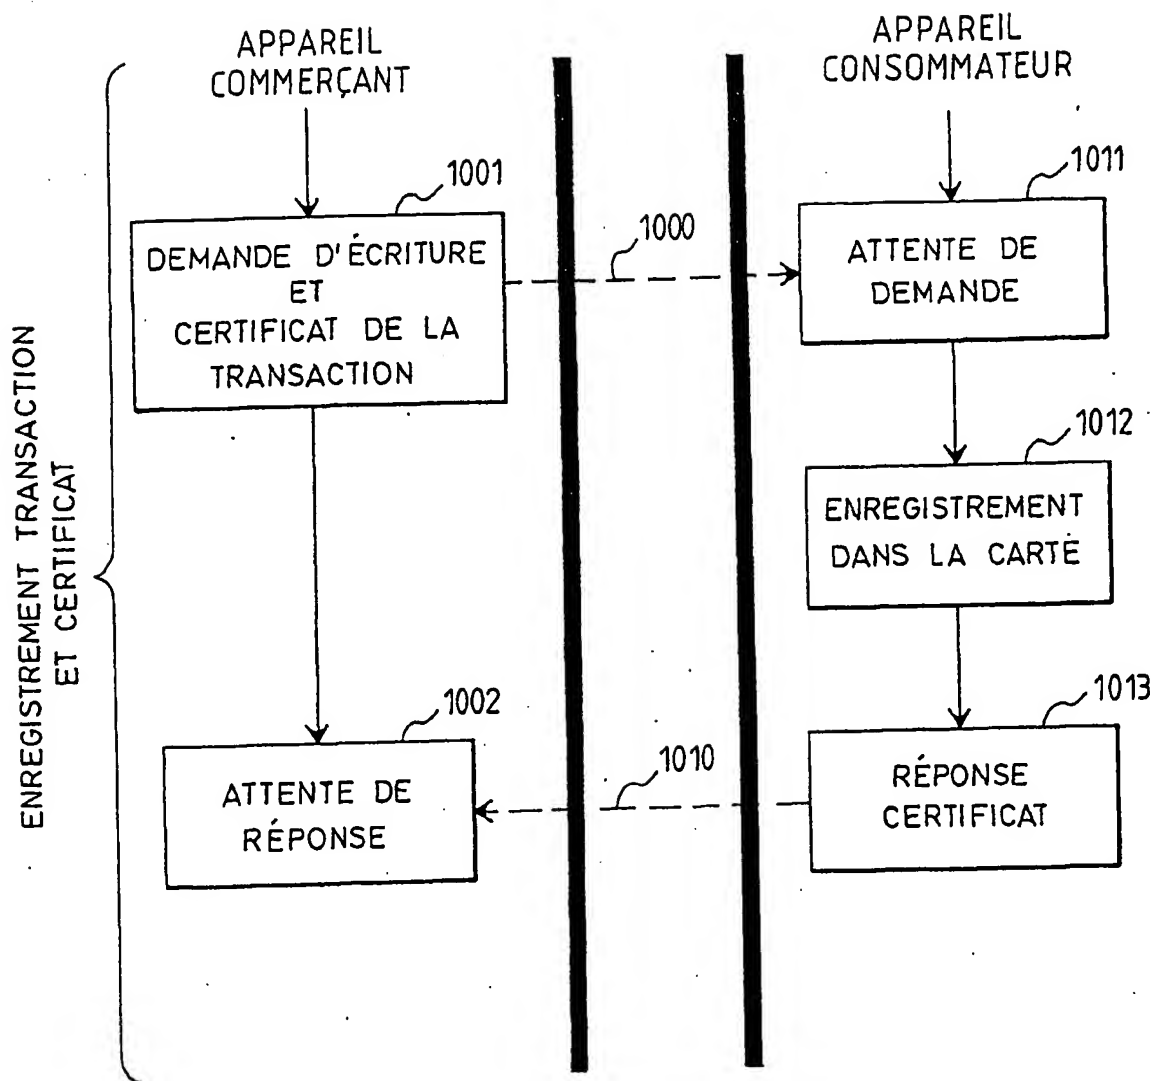 APPAREIL
COMMERÇANT
APPAREIL
CONSOMMATEUR
1001
1011
DEMANDE D'ÉCRITURE
ET
CERTIFICAT DE LA
TRANSACTION
1000
ATTENTE DE
DEMANDE
1012
ENREGISTREMENT
DANS LA CARTE
ENREGISTREMENT TRANSACTION
ET CERTIFICAT
1002
1013
ATTENTE DE
RÉPONSE
1010
RÉPONSE
CERTIFICAT